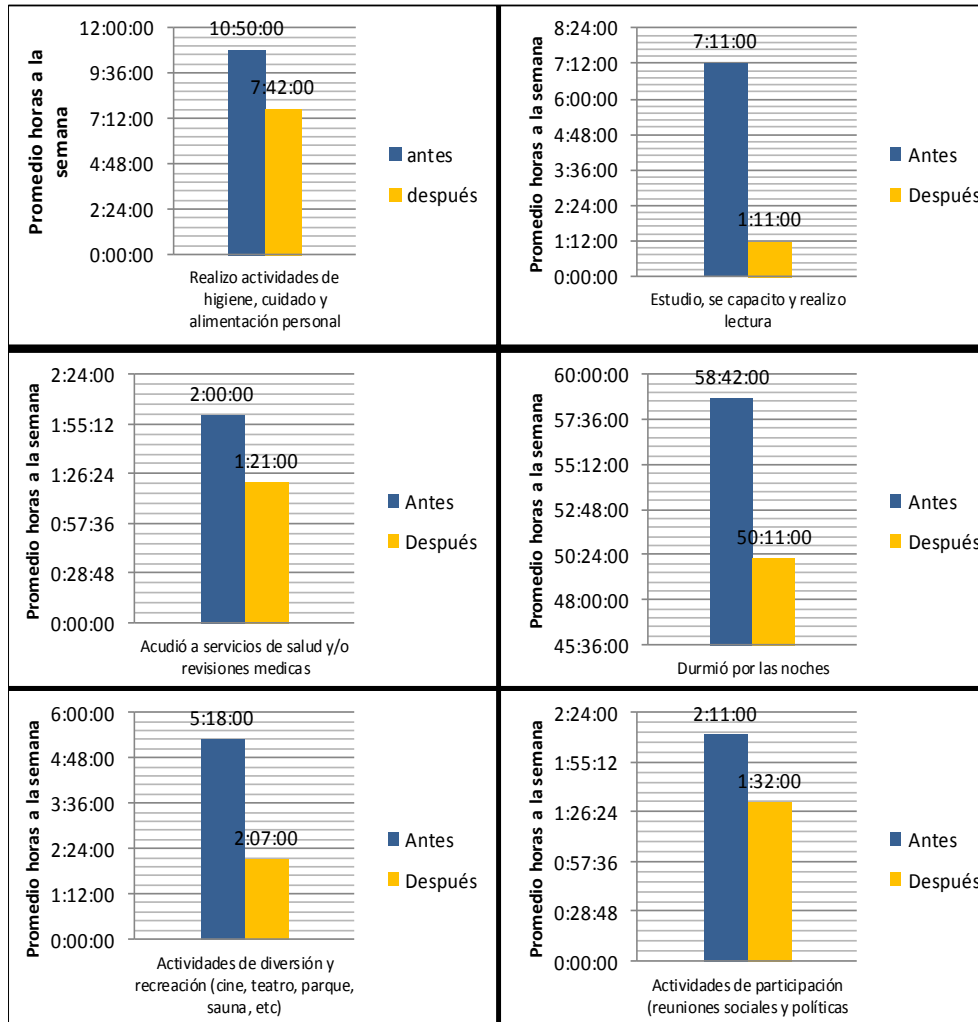 Promedio horas a la
semana
12:00:00
9:36:00
7:12:00
4:48:00
2:24:00
0:00:00
10:50:00
7:42:00
antes
después
Realizo actividades de
higiene, cuidado y
alimentación personal
Promedio horas a la semana
8:24:00
7:12:00
6:00:00
4:48:00
3:36:00
2:24:00
1:12:00
0:00:00
7:11:00
1:11:00
Antes
Después
Estudio, se capacito y realizo
lectura
Promedio horas a la semana
2:24:00
1:55:12
1:26:24
0:57:36
0:28:48
0:00:00
2:00:00
1:21:00
Antes
Después
Acudió a servicios de salud y/o
revisiones medicas
Promedio horas a la semana
60:00:00
57:36:00
55:12:00
52:48:00
50:24:00
48:00:00
45:36:00
58:42:00
50:11:00
Antes
Después
Durmió por las noches
Promedio horas a la semana
6:00:00
4:48:00
3:36:00
2:24:00
1:12:00
0:00:00
5:18:00
2:07:00
Antes
Después
Actividades de diversión y
recreación (cine, teatro, parque,
sauna, etc)
Promedio horas a la semana
2:24:00
1:55:12
1:26:24
0:57:36
0:28:48
0:00:00
2:11:00
1:32:00
Antes
Después
Actividades de participación
(reuniones sociales y políticas